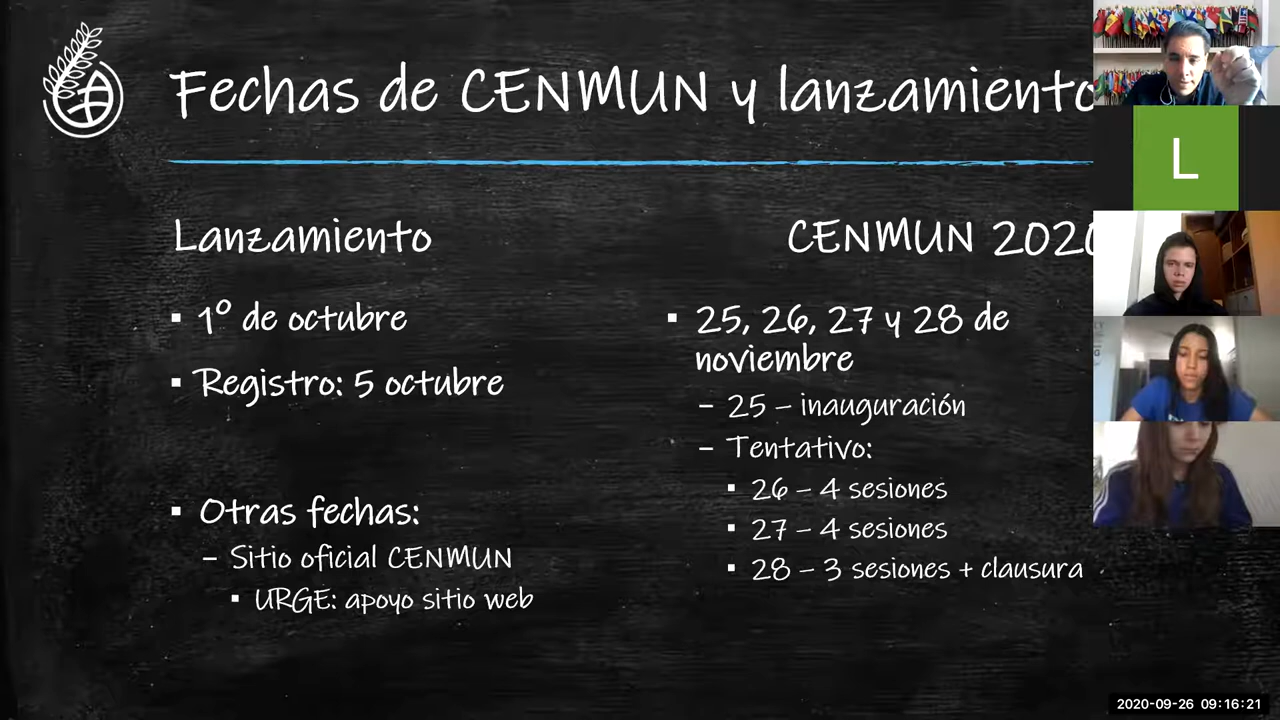 Fechas de CENMUN y lanzamiento
Lanzamiento
▪ 1º de octubre
▪ Registro: 5 octubre
▪ Otras fechas:
– Sitio oficial CENMUN
▪ URGE: apoyo sitio web
CENMUN 2020
▪ 25, 26, 27 y 28 de
noviembre
– 25 – inauguración
– Tentativo:
▪ 26 – 4 sesiones
▪ 27 – 4 sesiones
▪ 28 – 3 sesiones + clausura
L
2020-09-26 09:16:21